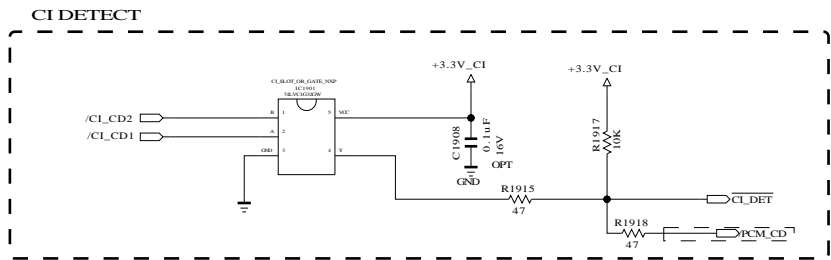 CI DETECT
+3.3V_CI
+3.3V_CI
CI_SLOT_OR_GATE_NXP
IC1901
74LVC1G32GW
/CI_CD2
B 1
5 VCC
/CI_CD1
A 2
GND 3
4 Y
C1908
0.1uF
16V
OPT
GND
R1917
10K
R1915
47
CI_DET
R1918
47
/PCM_CD